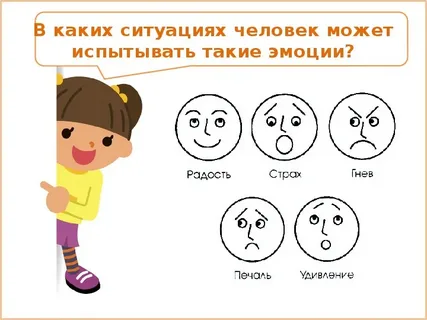 В каких ситуациях человек может
испытывать такие эмоции?
Радость Страх Гнев
Печаль Удивление